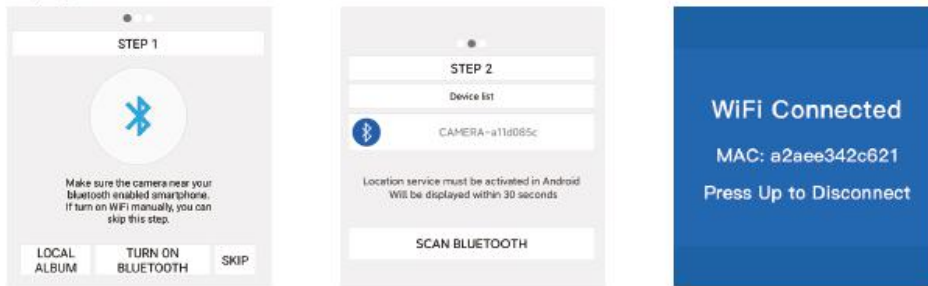 STEP 1
Make sure the camera near your
bluetooth enabled smartphone.
If turn on WiFi manually, you can
skip this step.
LOCAL
ALBUM
TURN ON
BLUETOOTH
SKIP
STEP 2
Device list
CAMERA-a11d085c
Location service must be activated in Android
Will be displayed within 30 seconds
SCAN BLUETOOTH
WiFi Connected
MAC: a2aee342c621
Press Up to Disconnect